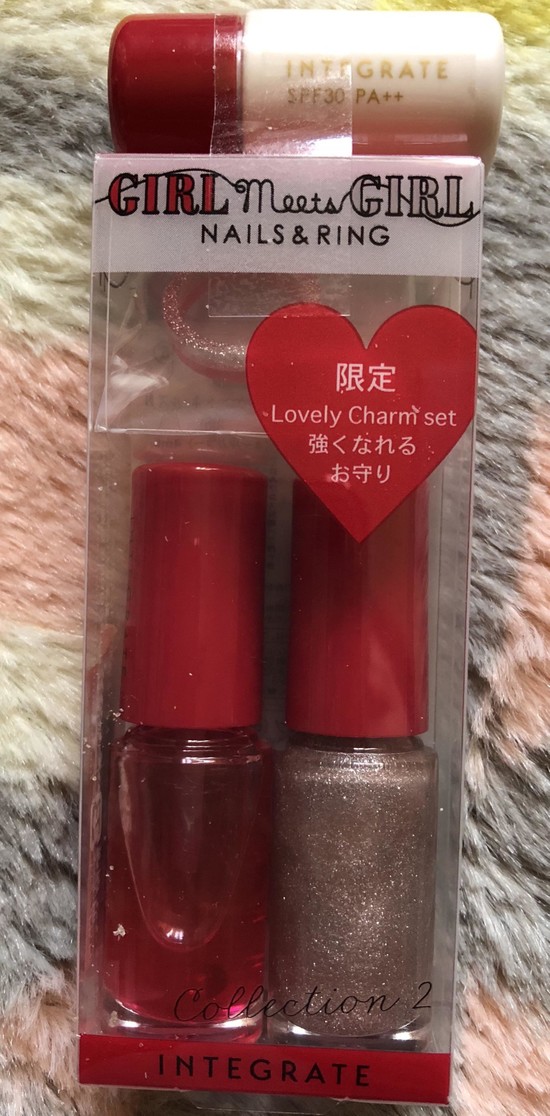 INTEGRATE
SPF30 PA++
GIRL Meets GIRL
NAILS & RING
限定
Lovely Charm set
強くなれる
お守り
Collection 2
INTEGRATE